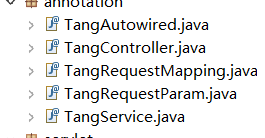 annotation
TangAutowired.java
TangController.java
TangRequestMapping.java
TangRequestParam.java
TangService.java